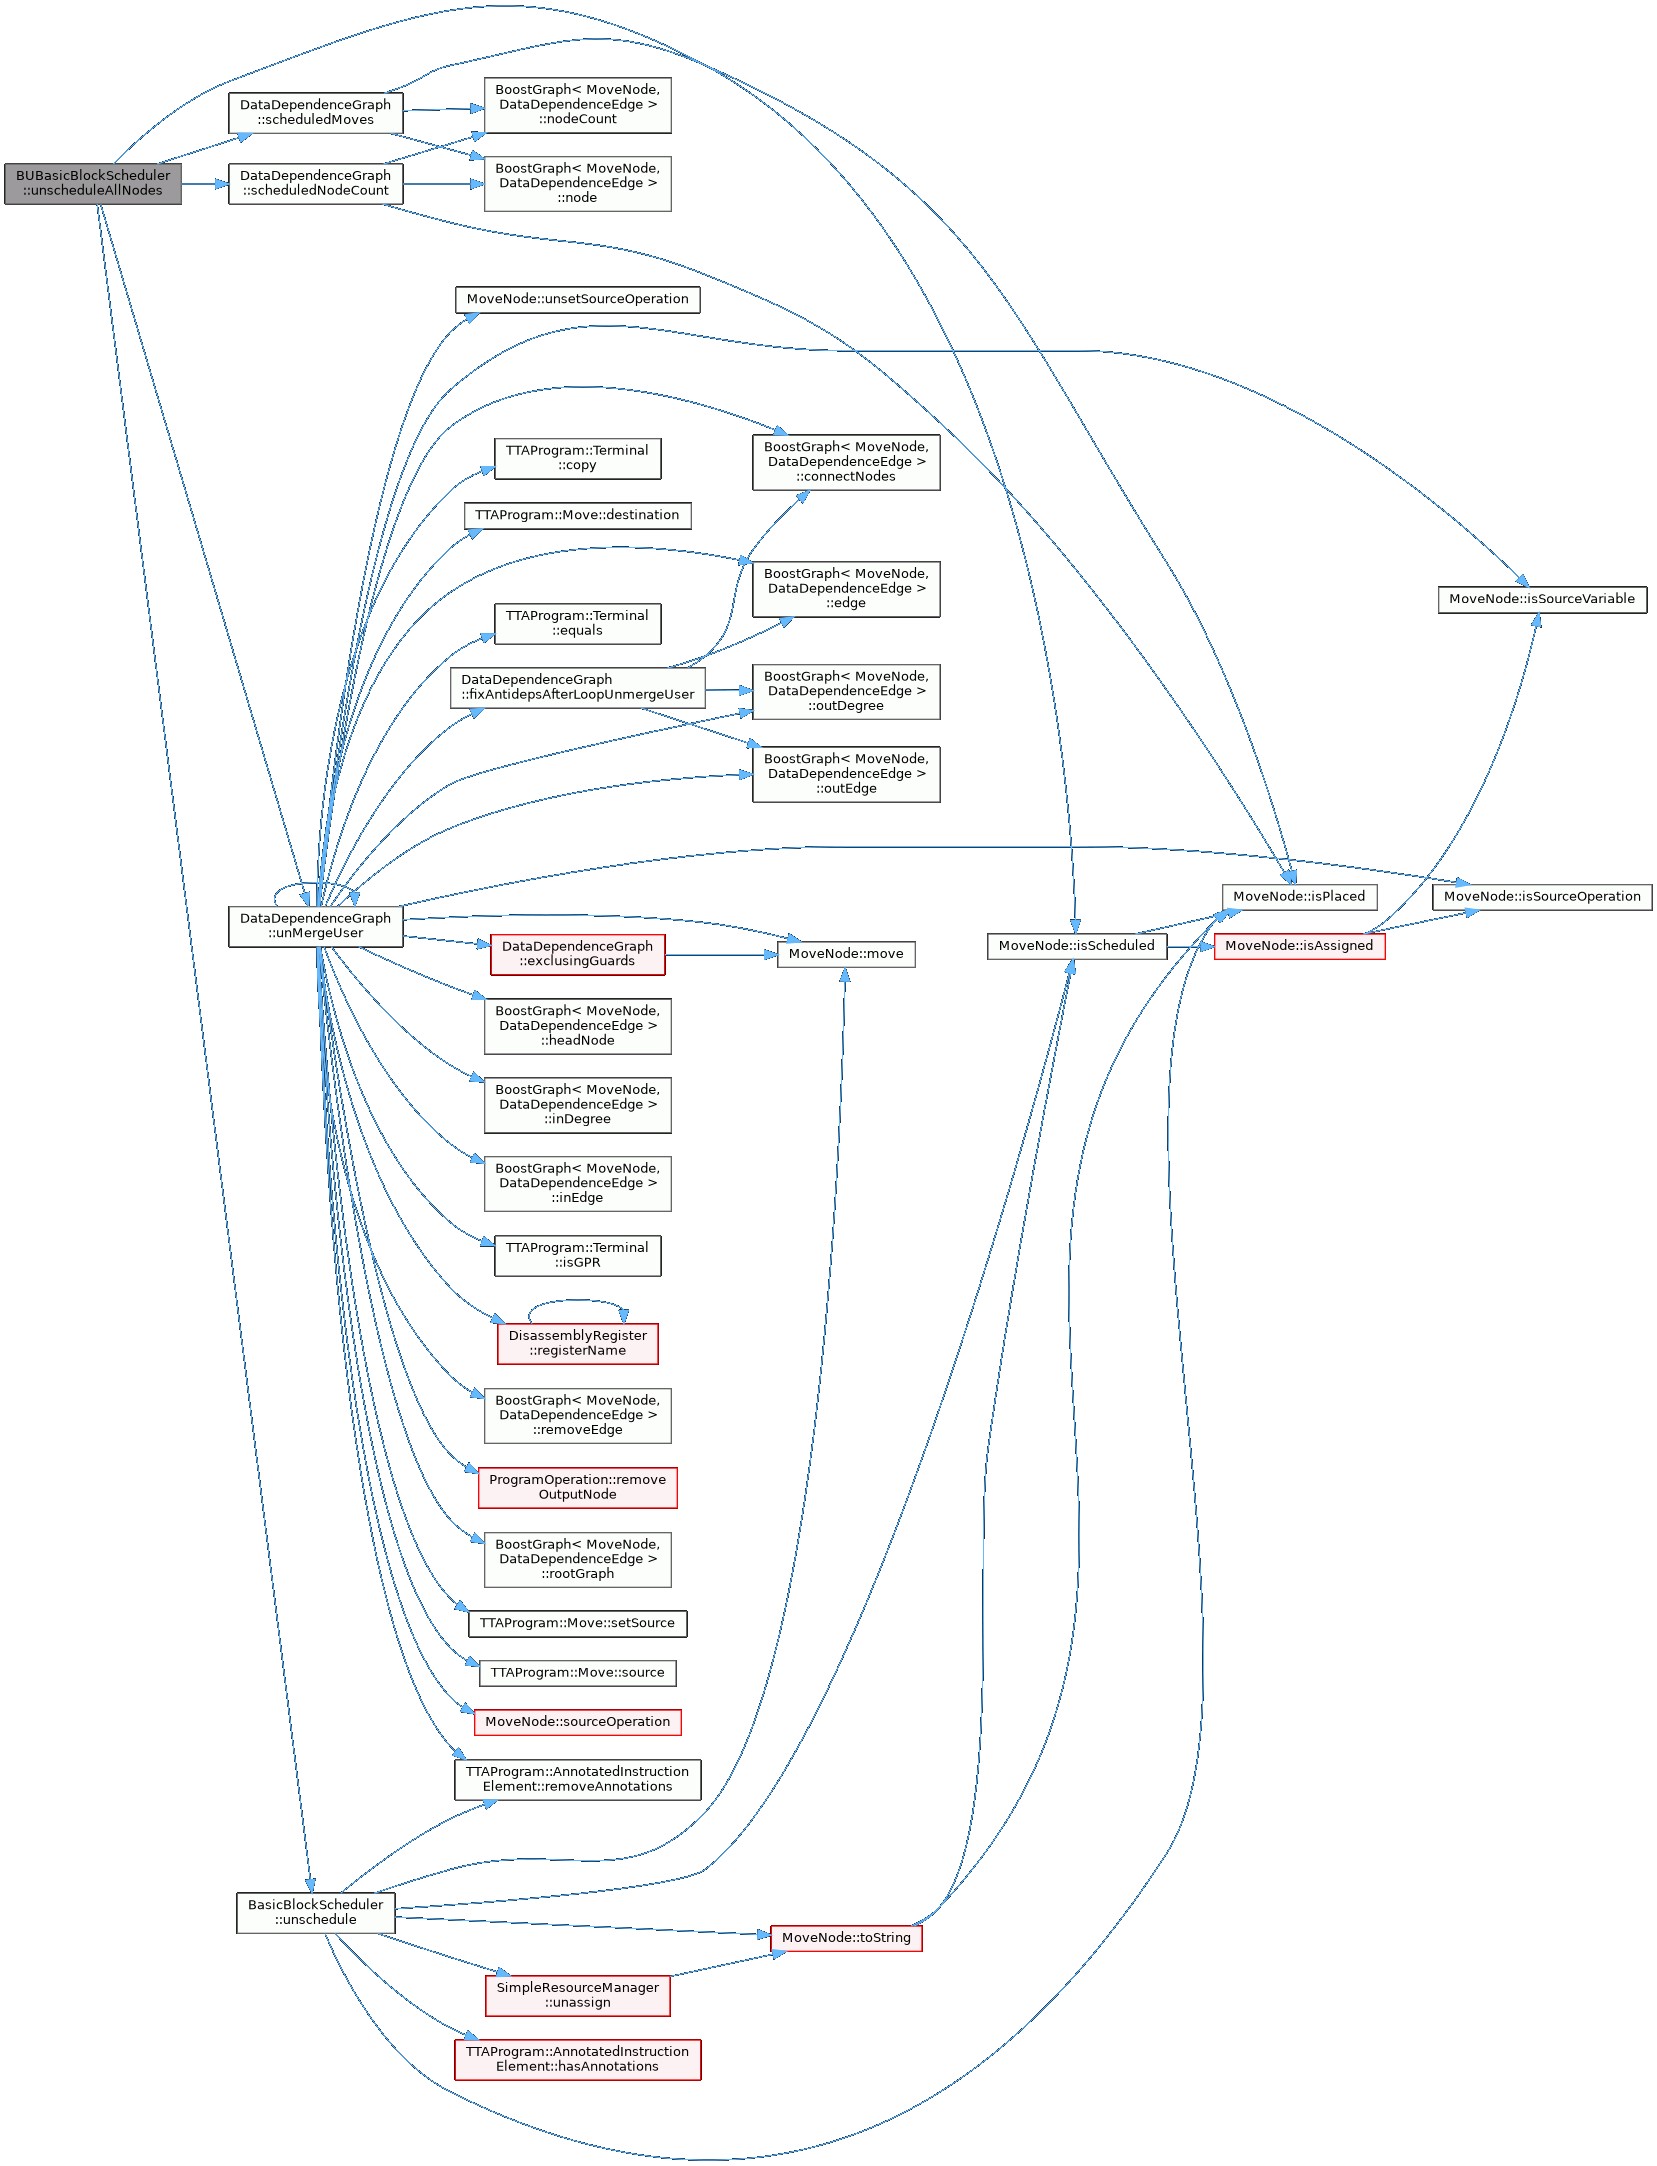 BUBasicBlockScheduler
::unscheduleAllNodes
DataDependenceGraph
::scheduledMoves
DataDependenceGraph
::scheduledNodeCount
BoostGraph< MoveNode,
DataDependenceEdge >
::nodeCount
BoostGraph< MoveNode,
DataDependenceEdge >
::node
MoveNode::unsetSourceOperation
BoostGraph< MoveNode,
DataDependenceEdge >
::connectNodes
TTAProgram::Terminal
::copy
TTAProgram::Move::destination
BoostGraph< MoveNode,
DataDependenceEdge >
::edge
MoveNode::isSourceVariable
TTAProgram::Terminal
::equals
DataDependenceGraph
::fixAntidepsAfterLoopUnmergeUser
BoostGraph< MoveNode,
DataDependenceEdge >
::outDegree
BoostGraph< MoveNode,
DataDependenceEdge >
::outEdge
MoveNode::isPlaced
MoveNode::isSourceOperation
DataDependenceGraph
::unMergeUser
DataDependenceGraph
::exclusingGuards
MoveNode::move
MoveNode::isScheduled
MoveNode::isAssigned
BoostGraph< MoveNode,
DataDependenceEdge >
::headNode
BoostGraph< MoveNode,
DataDependenceEdge >
::inDegree
BoostGraph< MoveNode,
DataDependenceEdge >
::inEdge
TTAProgram::Terminal
::isGPR
DisassemblyRegister
::registerName
BoostGraph< MoveNode,
DataDependenceEdge >
::removeEdge
ProgramOperation::remove
OutputNode
BoostGraph< MoveNode,
DataDependenceEdge >
::rootGraph
TTAProgram::Move::setSource
TTAProgram::Move::source
MoveNode::sourceOperation
TTAProgram::AnnotatedInstruction
Element::removeAnnotations
BasicBlockScheduler
::unschedule
MoveNode::toString
SimpleResourceManager
::unassign
TTAProgram::AnnotatedInstruction
Element::hasAnnotations